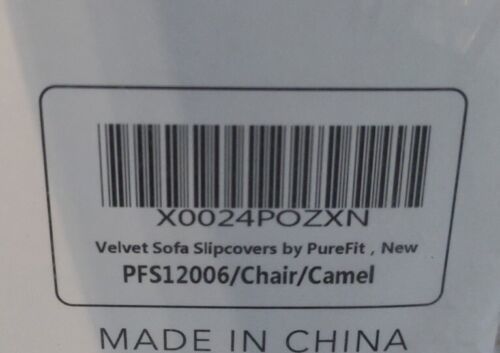 X0024POZXN
Velvet Sofa Slipcovers by PureFit , New
PFS12006/Chair/Camel
MADE IN CHINA